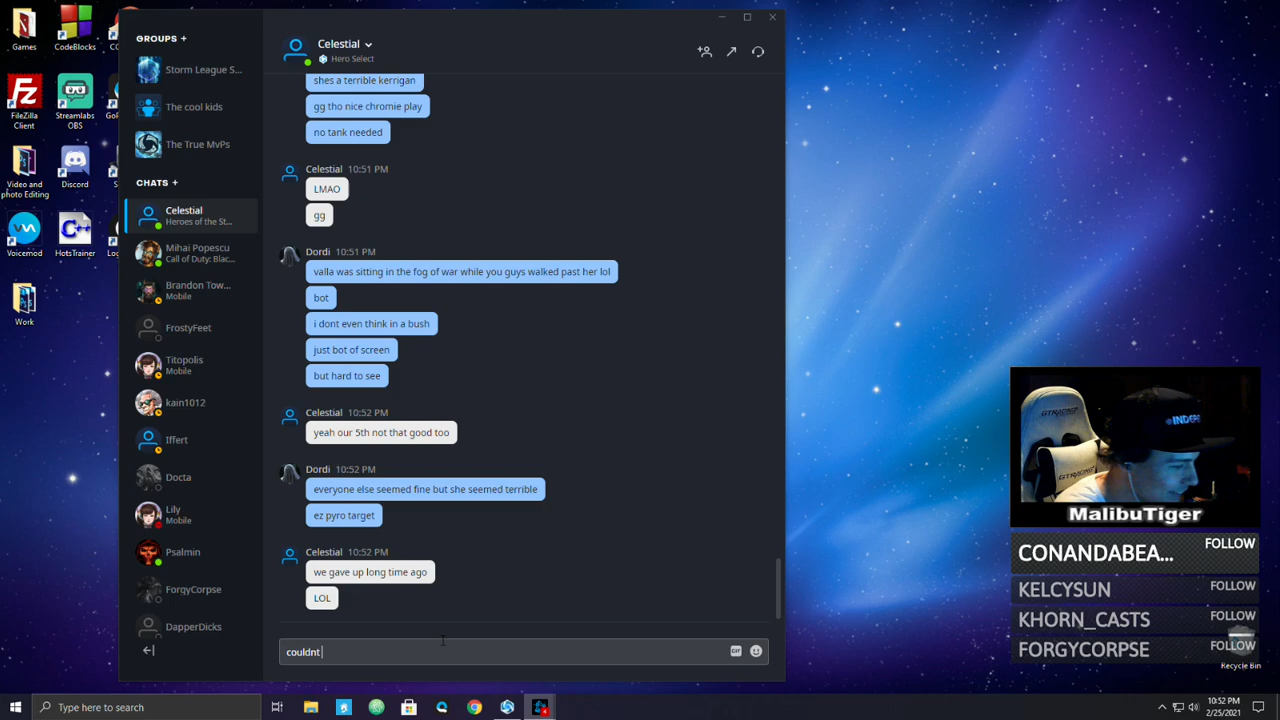 Games
CodeBlocks
FileZilla
Client
Streamlabs
OBS
Video and
photo Editing
Discord
Voicemod
HotsTrainer
Work
GROUPS +
Storm League S...
The cool kids
The True MvPs
CHATS +
Celestial
Heroes of the St...
Mihai Popescu
Call of Duty: Blac...
Brandon Tow...
Mobile
FrostyFeet
Titopolis
Mobile
kain1012
Iffert
Docta
Lily
Mobile
Psalmin
ForgyCorpse
DapperDicks
Celestial
Hero Select
shes a terrible kerrigan
gg tho nice chromie play
no tank needed
Celestial 10:51 PM
LMAO
gg
Dordi 10:51 PM
valla was sitting in the fog of war while you guys walked past her lol
bot
i dont even think in a bush
just bot of screen
but hard to see
Celestial 10:52 PM
yeah our 5th not that good too
Dordi 10:52 PM
everyone else seemed fine but she seemed terrible
ez pyro target
Celestial 10:52 PM
we gave up long time ago
LOL
couldnt
GIF
GTRACING
MalibuTiger
CONANDABEA... FOLLOW
KELCYSUN FOLLOW
KHORN_CASTS FOLLOW
FORGYCORPSE FOLLOW
Recycle Bin
Type here to search
10:52 PM
2/25/2021